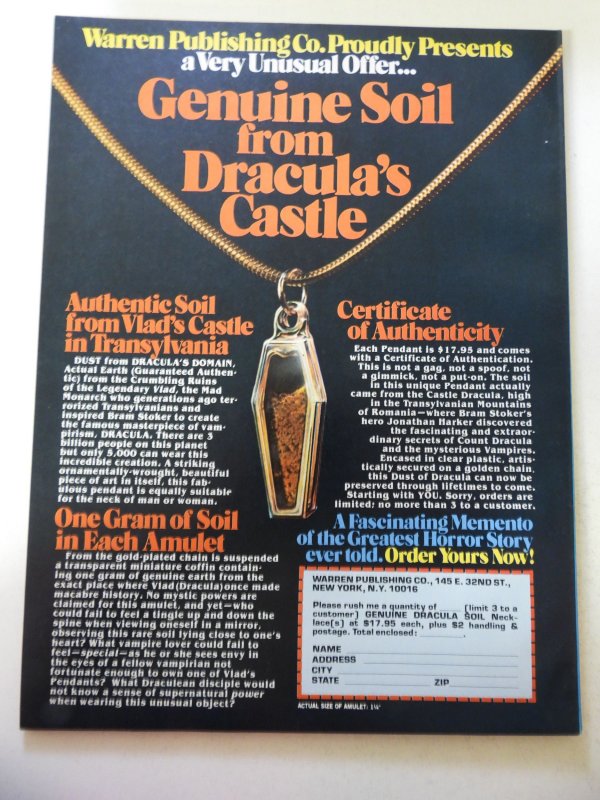 Warren Publishing Co. Proudly Presents
a Very Unusual Offer...
Genuine Soil
from
Dracula's
Castle
Authentic Soil
from Vlad's Castle
in Transylvania
DUST from DRACULA'S DOMAIN,
Actual Earth (Guaranteed Authen-
tic) from the Crumbling Ruins
of the Legendary Vlad, the Mad
Monarch who generations ago ter-
rorized Transylvanians and
inspired Bram Stoker to create
the famous masterpiece of vam-
pirism, DRACULA. There are 3
billion people on this planet
but only 5,000 can wear this
incredible creation. A striking
ornamentally-wrought, beautiful
piece of art in itself, this fab-
ulous pendant is equally suitable
for the neck of man or woman.
One Gram of Soil
in Each Amulet
From the gold-plated chain is suspended
a transparent miniature coffin contain-
ing one gram of genuine earth from the
exact place where Vlad (Dracula) once made
macabre history. No mystic powers are
claimed for this amulet, and yet—who
could fail to feel a tingle up and down the
spine when viewing oneself in a mirror,
observing this rare soil lying close to one's
heart? What vampire lover could fail to
feel—special—as he or she sees envy in
the eyes of a fellow vampirian not
fortunate enough to own one of Vlad's
Pendants? What Draculean disciple would
not know a sense of supernatural power
when wearing this unusual object?
Certificate
of Authenticity
Each Pendant is $17.95 and comes
with a Certificate of Authentication.
This is not a gag, not a spoof, not
a gimmick, not a put-on. The soil
in this unique Pendant actually
came from the Castle Dracula, high
in the Transylvanian Mountains
of Romania—where Bram Stoker's
hero Jonathan Harker discovered
the fascinating and extraor-
dinary secrets of Count Dracula
and the mysterious Vampires.
Encased in clear plastic, artis-
tically secured on a golden chain,
this Dust of Dracula can now be
preserved through lifetimes to come.
Starting with YOU. Sorry, orders are
limited; no more than 3 to a customer.
A Fascinating Memento
of the Greatest Horror Story
ever told. Order Yours Now!
WARREN PUBLISHING CO., 145 E. 32ND ST.,
NEW YORK, N.Y. 10016
Please rush me a quantity of ____ (limit 3 to a
customer) GENUINE DRACULA SOIL Neck-
lace(s) at $17.95 each, plus $2 handling &
postage. Total enclosed: ____.
NAME
ADDRESS
CITY
STATE ZIP
ACTUAL SIZE OF AMULET: 1¼"